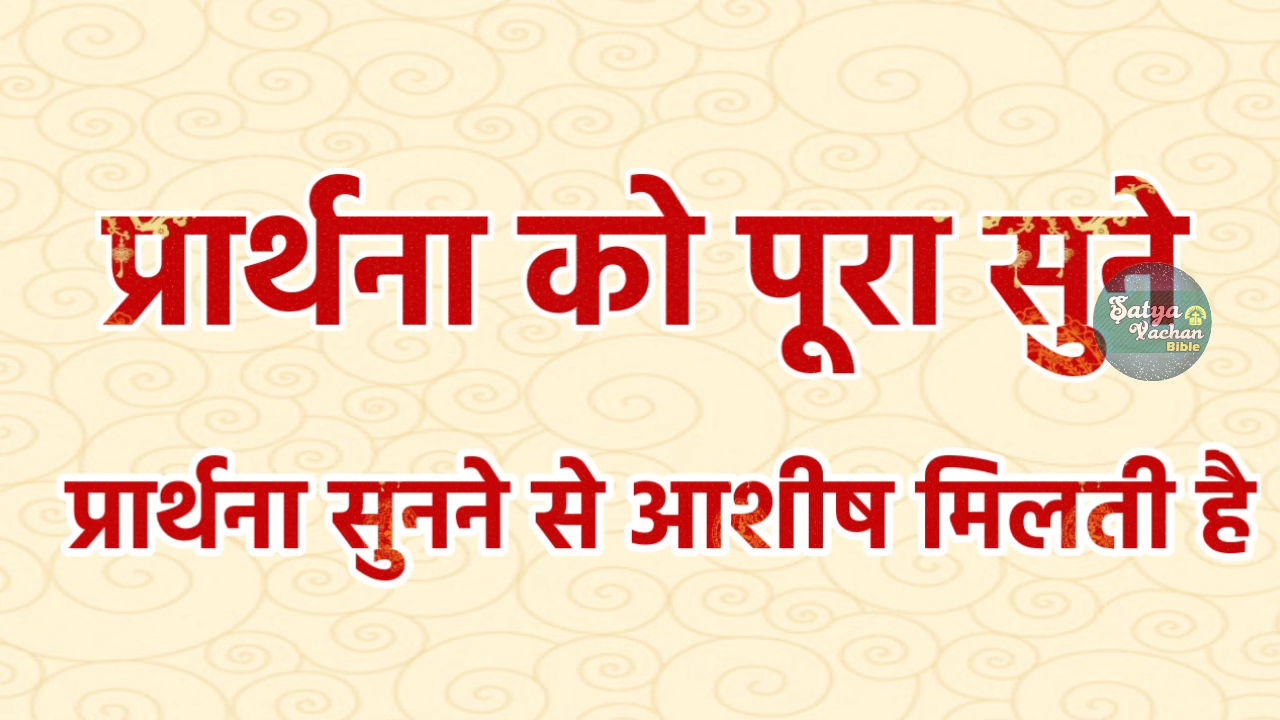 प्रार्थना को पूरा सुने
Satya
Vachan
Bible
प्रार्थना सुनने से आशीष मिलती है